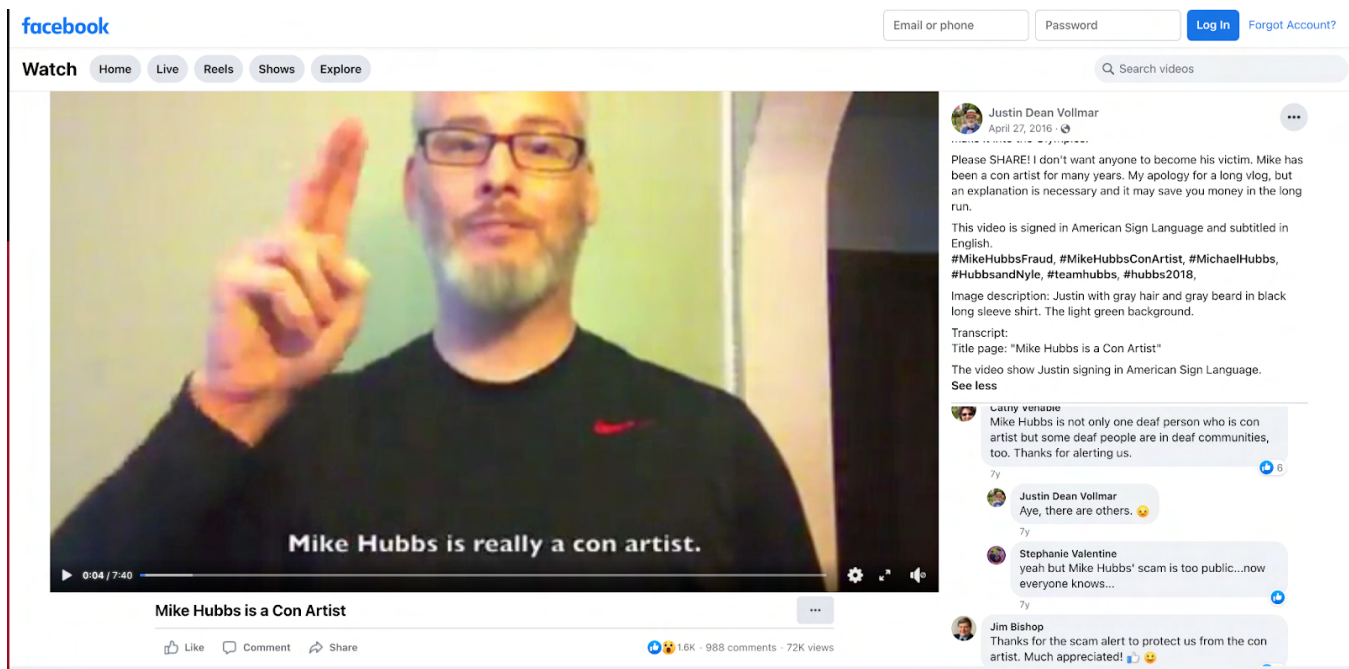 facebook
Email or phone
Password
Log In
Forgot Account?
Watch
Home
Live
Reels
Shows
Explore
Search videos
Mike Hubbs is really a con artist.
0:04 / 7:40
Mike Hubbs is a Con Artist
Like
Comment
Share
1.6K · 988 comments · 72K views
Justin Dean Vollmar
April 27, 2016 ·
make it into the Olympics.
Please SHARE! I don't want anyone to become his victim. Mike has
been a con artist for many years. My apology for a long vlog, but
an explanation is necessary and it may save you money in the long
run.
This video is signed in American Sign Language and subtitled in
English.
#MikeHubbsFraud, #MikeHubbsConArtist, #MichaelHubbs,
#HubbsandNyle, #teamhubbs, #hubbs2018,
Image description: Justin with gray hair and gray beard in black
long sleeve shirt. The light green background.
Transcript:
Title page: "Mike Hubbs is a Con Artist"
The video show Justin signing in American Sign Language.
See less
Cathy Venable
Mike Hubbs is not only one deaf person who is con
artist but some deaf people are in deaf communities,
too. Thanks for alerting us.
6
7y
Justin Dean Vollmar
Aye, there are others. 😖
7y
Stephanie Valentine
yeah but Mike Hubbs' scam is too public...now
everyone knows...
7y
Jim Bishop
Thanks for the scam alert to protect us from the con
artist. Much appreciated! 👍 😀